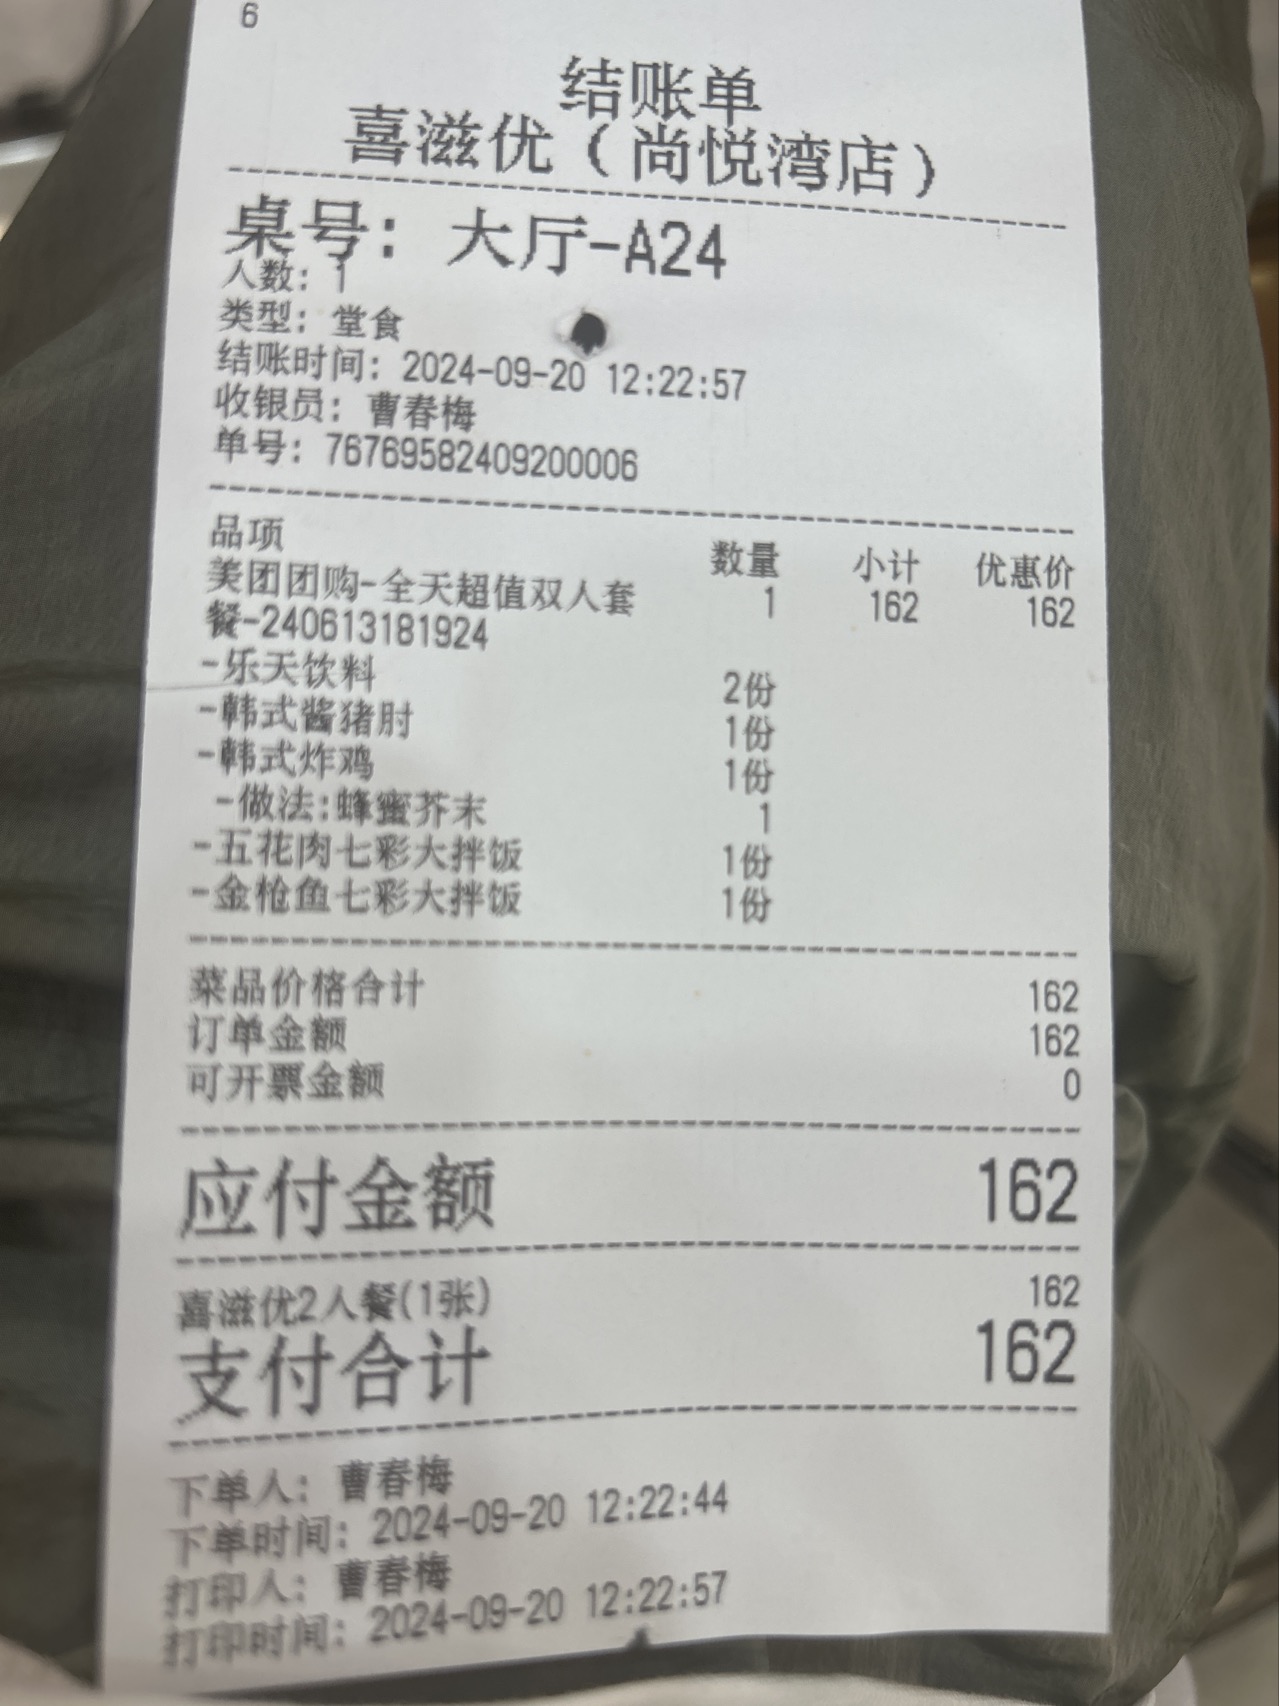 6
结账单
喜滋优（尚悦湾店）
桌号：大厅-A24
人数：1
类型：堂食
结账时间：2024-09-20 12:22:57
收银员：曹春梅
单号：76769582409200006
品项 数量 小计 优惠价
美团团购-全天超值双人套 1 162 162
餐-240613181924
-乐天饮料 2份
-韩式酱猪肘 1份
-韩式炸鸡 1份
-做法:蜂蜜芥末 1
-五花肉七彩大拌饭 1份
-金枪鱼七彩大拌饭 1份
菜品价格合计 162
订单金额 162
可开票金额 0
应付金额 162
喜滋优2人餐(1张) 162
支付合计 162
下单人：曹春梅
下单时间：2024-09-20 12:22:44
打印人：曹春梅
打印时间：2024-09-20 12:22:57